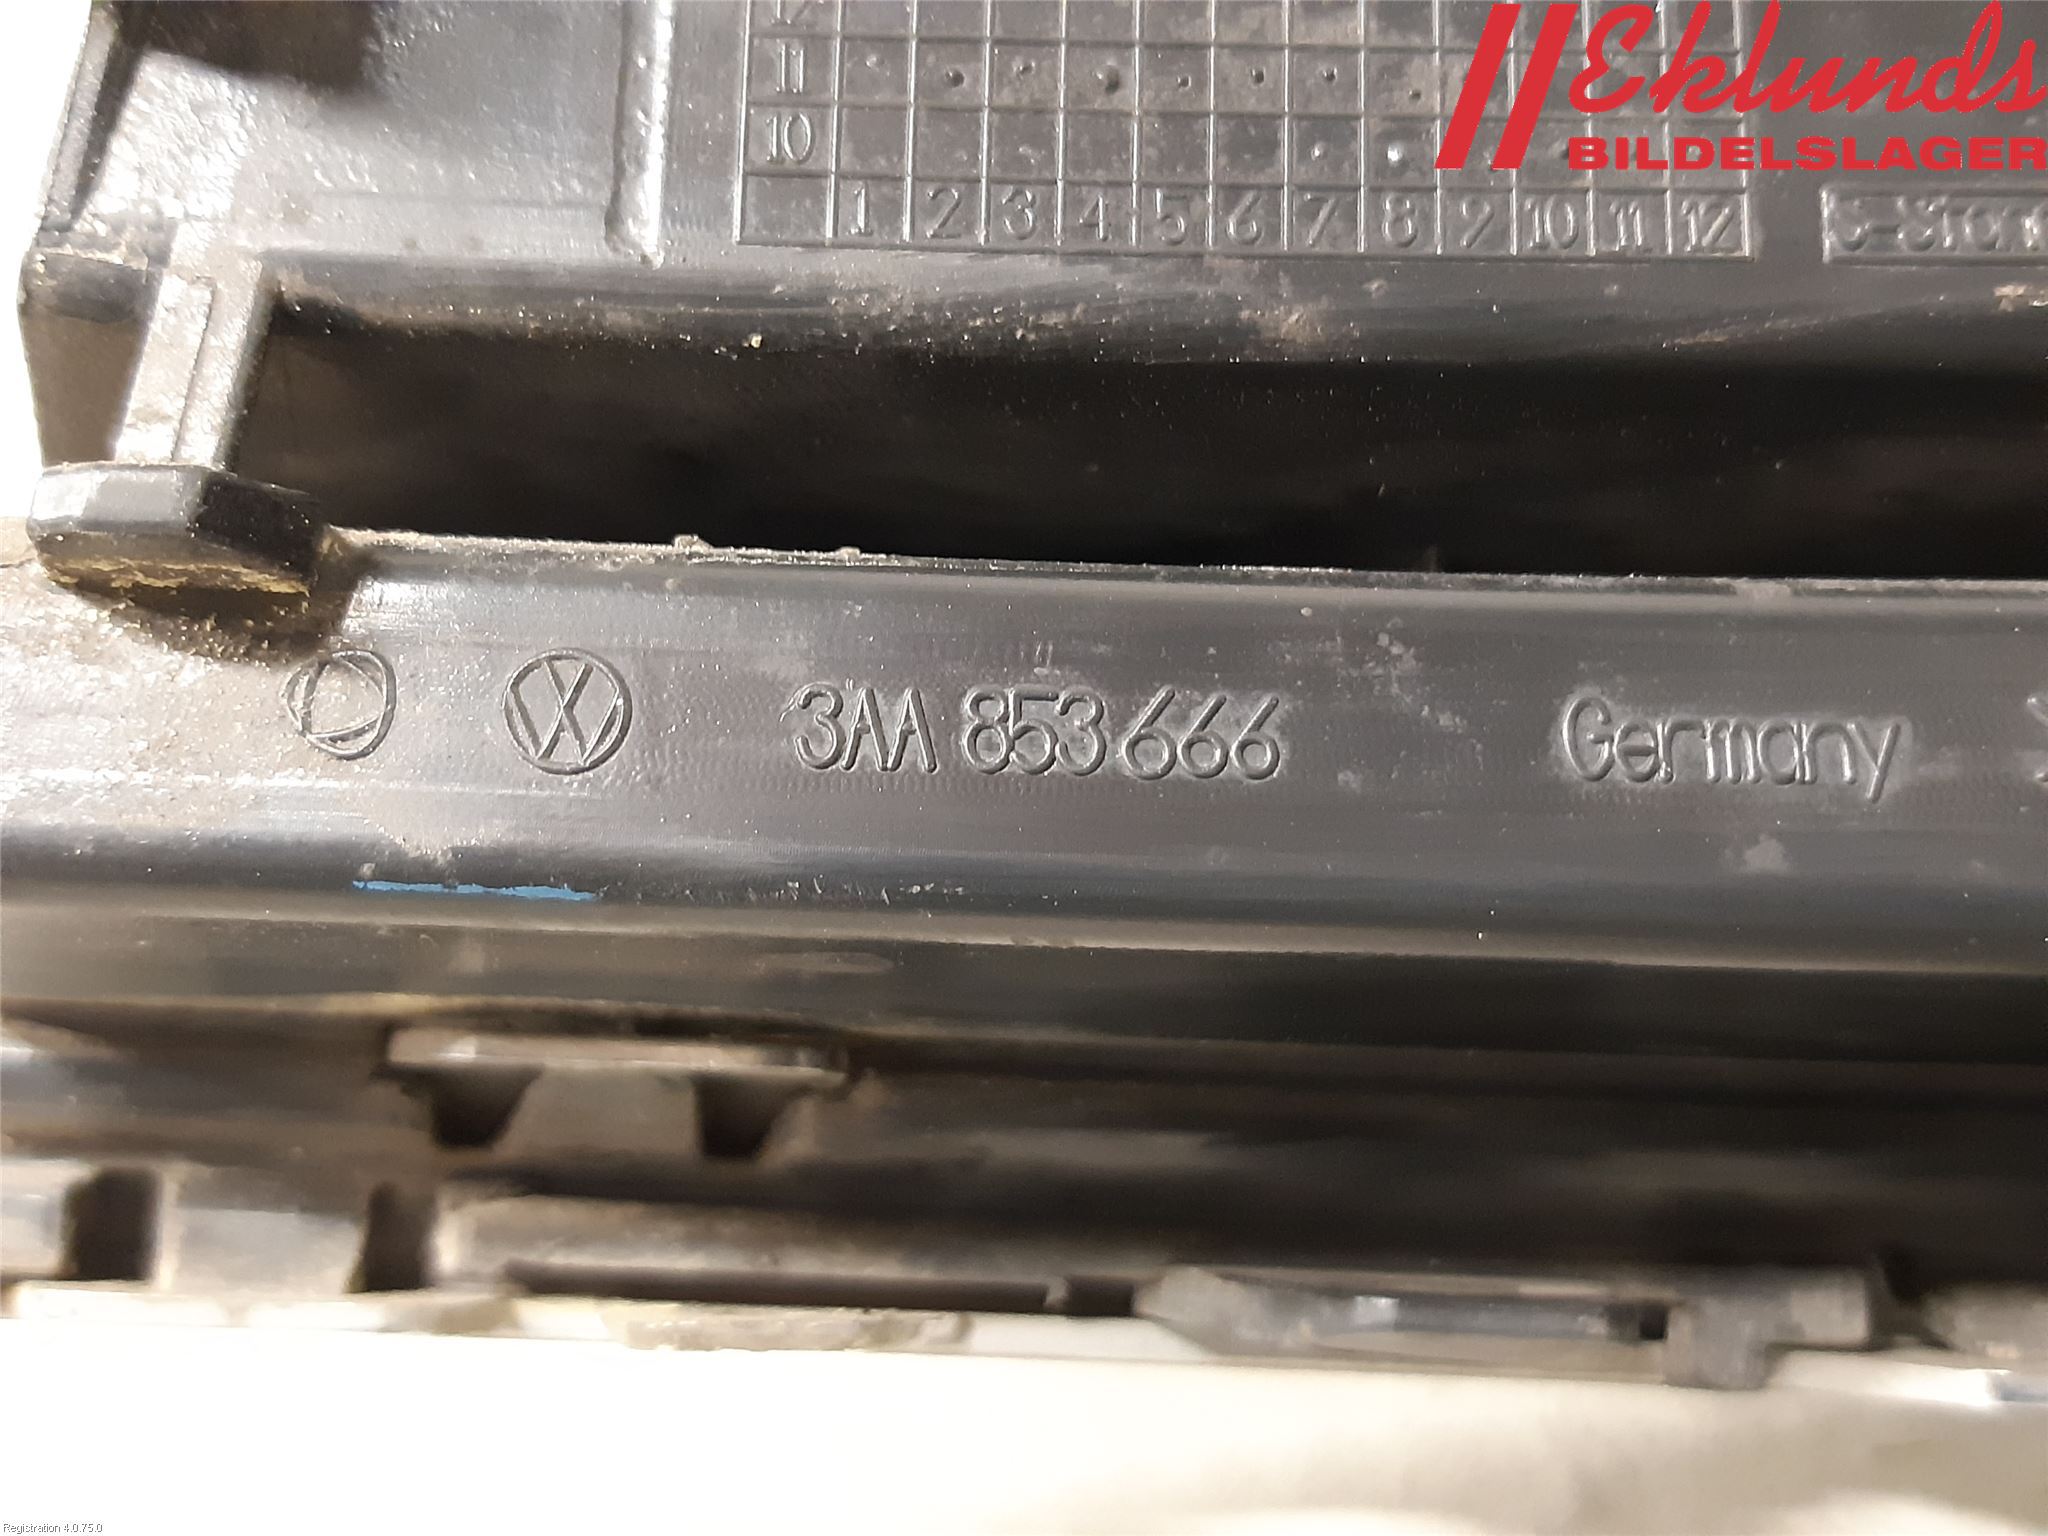 Eklunds
BILDELSLAGER
12
11
10
1 2 3 4 5 6 7 8 9 10 11 12
3AA 853 666
Germany
Registration 4.0.75.0